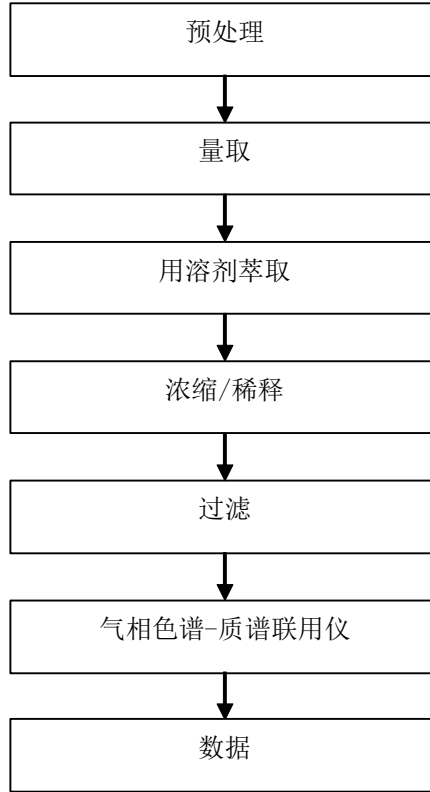 预处理
量取
用溶剂萃取
浓缩/稀释
过滤
气相色谱-质谱联用仪
数据